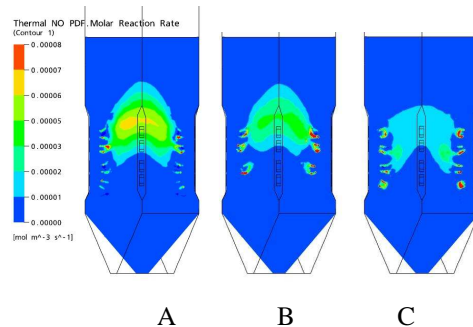 Thermal NO PDF.Molar Reaction Rate
(Contour 1)
0.00008
0.00007
0.00006
0.00005
0.00003
0.00002
0.00001
0.00000
[mol m^-3 s^-1]
A B C